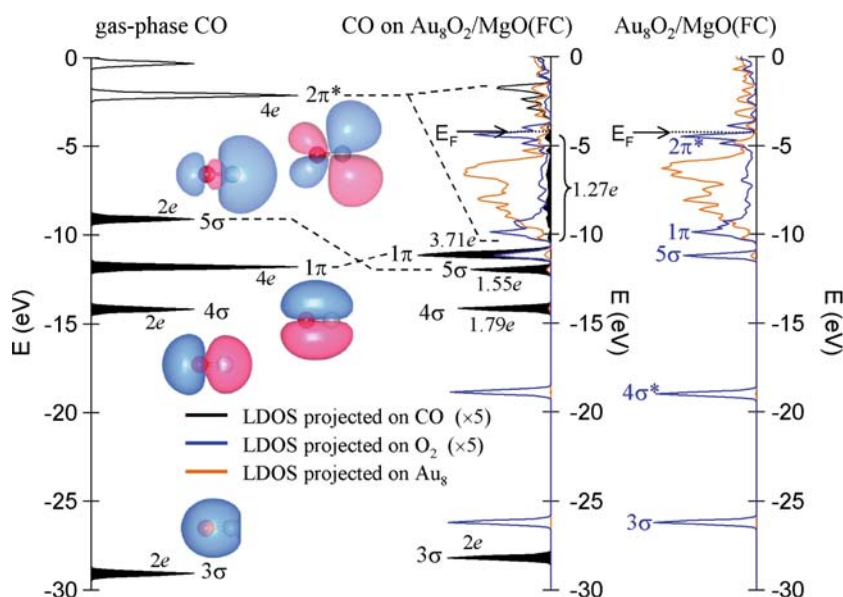 gas-phase CO
CO on Au₈O₂/MgO(FC)
Au₈O₂/MgO(FC)
0
-5
-10
-15
-20
-25
-30
E (eV)
4e
2π*
2e
5σ
4e
1π
2e
4σ
2e
3σ
E_F
1.27e
3.71e
1π
5σ
1.55e
4σ
1.79e
2e
3σ
0
-5
-10
-15
-20
-25
-30
E (eV)
LDOS projected on CO (×5)
LDOS projected on O₂ (×5)
LDOS projected on Au₈
E_F
2π*
1π
5σ
4σ*
3σ
0
-5
-10
-15
-20
-25
-30
E (eV)